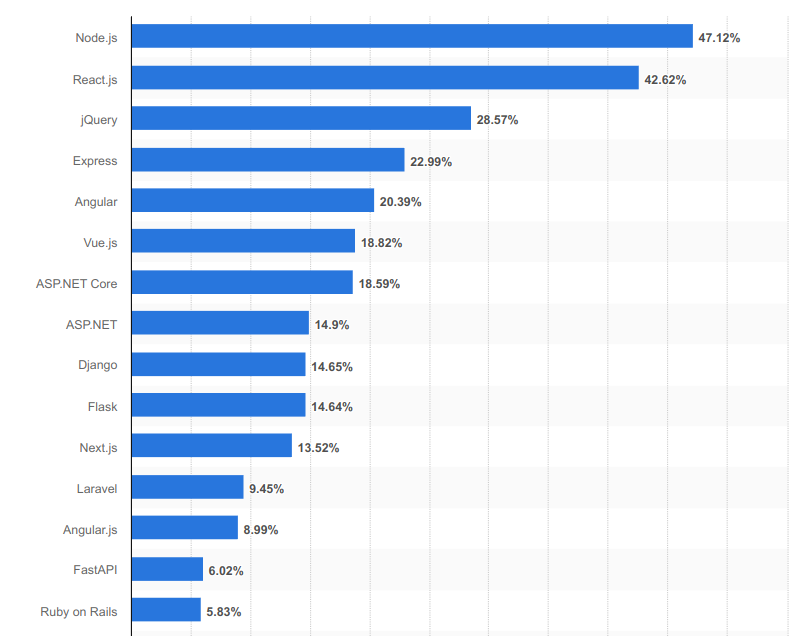 Node.js 47.12%
React.js 42.62%
jQuery 28.57%
Express 22.99%
Angular 20.39%
Vue.js 18.82%
ASP.NET Core 18.59%
ASP.NET 14.9%
Django 14.65%
Flask 14.64%
Next.js 13.52%
Laravel 9.45%
Angular.js 8.99%
FastAPI 6.02%
Ruby on Rails 5.83%